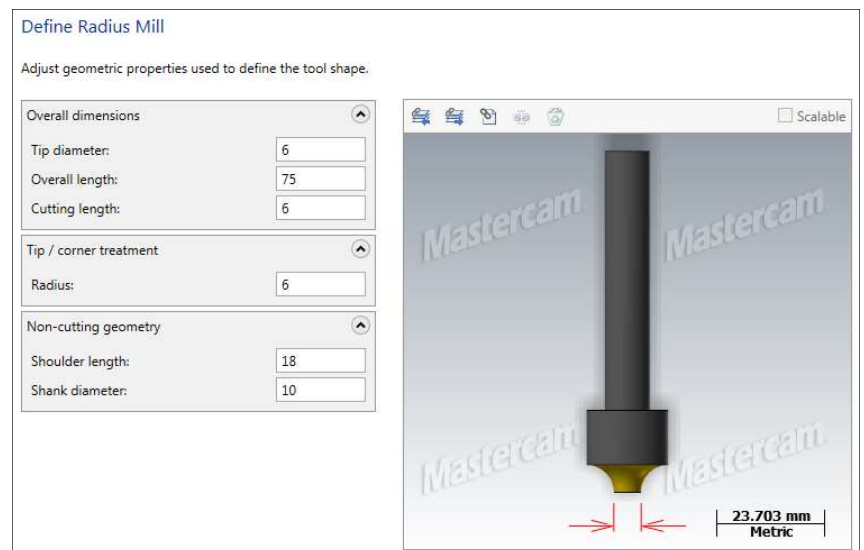 Define Radius Mill
Adjust geometric properties used to define the tool shape.
Overall dimensions
Tip diameter: 6
Overall length: 75
Cutting length: 6
Tip / corner treatment
Radius: 6
Non-cutting geometry
Shoulder length: 18
Shank diameter: 10
Scalable
Mastercam Mastercam
Mastercam Mastercam
23.703 mm
Metric